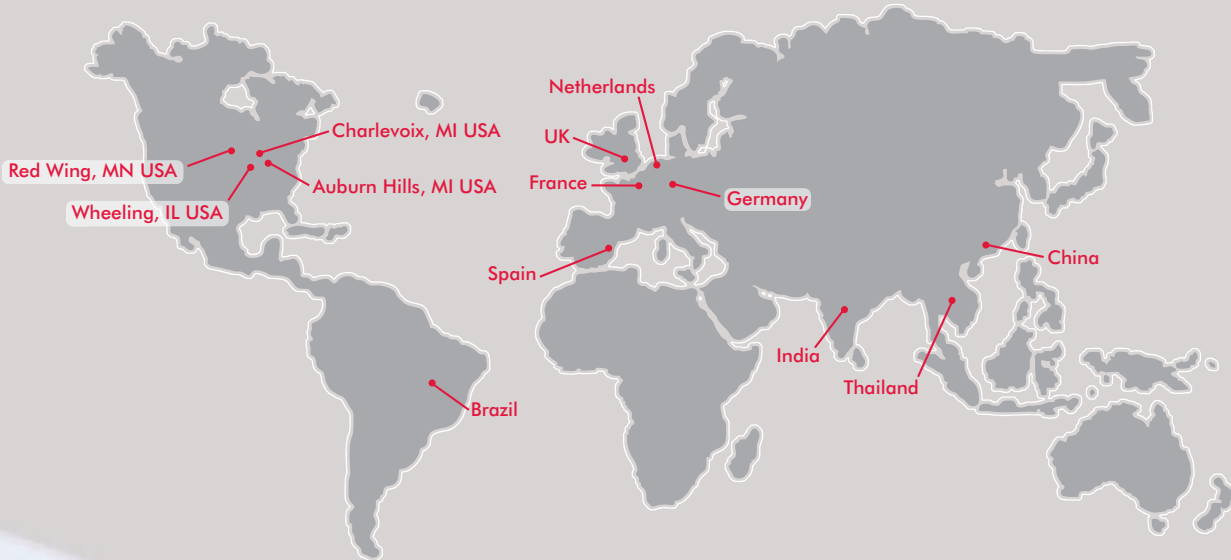 Netherlands
Charlevoix, MI USA
UK
Red Wing, MN USA
France
Auburn Hills, MI USA
Germany
Wheeling, IL USA
China
Spain
India
Thailand
Brazil